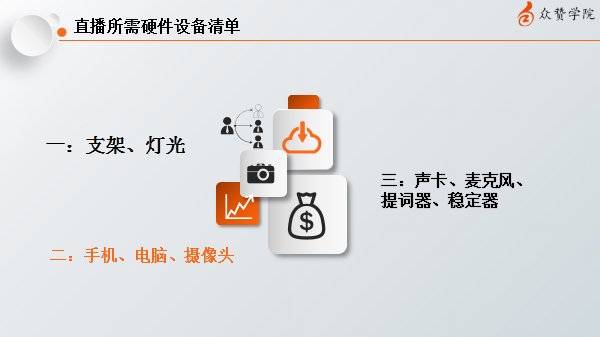 直播所需硬件设备清单
众赞学院
一：支架、灯光
二：手机、电脑、摄像头
三：声卡、麦克风、
提词器、稳定器
$